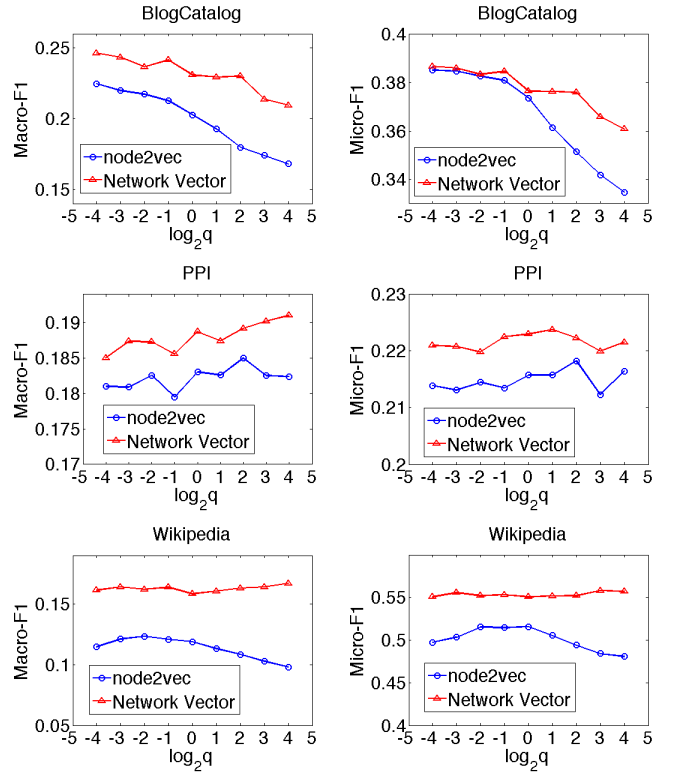 BlogCatalog
0.25
0.2
0.15
Macro-F1
node2vec
Network Vector
-5 -4 -3 -2 -1 0 1 2 3 4 5
log2q
BlogCatalog
0.4
0.38
0.36
0.34
Micro-F1
node2vec
Network Vector
-5 -4 -3 -2 -1 0 1 2 3 4 5
log2q
PPI
0.19
0.185
0.18
0.175
0.17
Macro-F1
node2vec
Network Vector
-5 -4 -3 -2 -1 0 1 2 3 4 5
log2q
PPI
0.23
0.22
0.21
0.2
Micro-F1
node2vec
Network Vector
-5 -4 -3 -2 -1 0 1 2 3 4 5
log2q
Wikipedia
0.15
0.1
0.05
Macro-F1
node2vec
Network Vector
-5 -4 -3 -2 -1 0 1 2 3 4 5
log2q
Wikipedia
0.55
0.5
0.45
0.4
Micro-F1
node2vec
Network Vector
-5 -4 -3 -2 -1 0 1 2 3 4 5
log2q